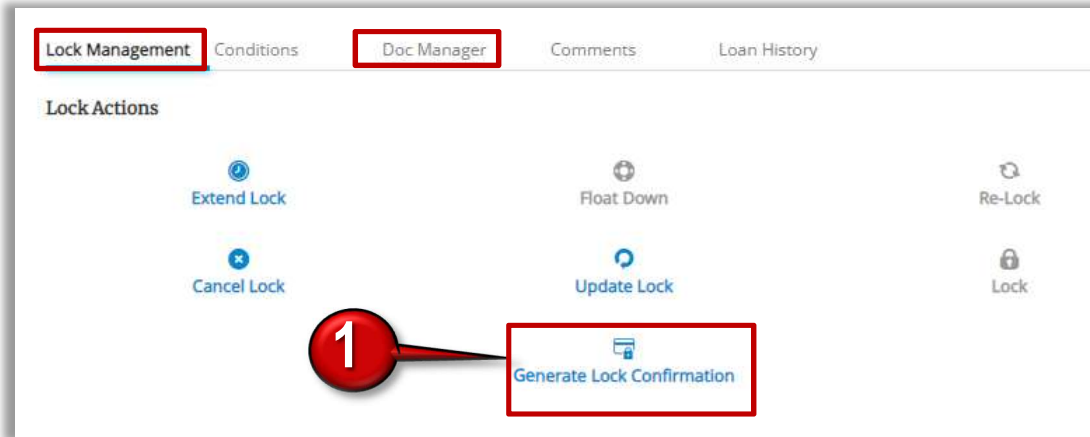 Lock Management Conditions Doc Manager Comments Loan History
Lock Actions
Extend Lock Float Down Re-Lock
Cancel Lock Update Lock Lock
1
Generate Lock Confirmation